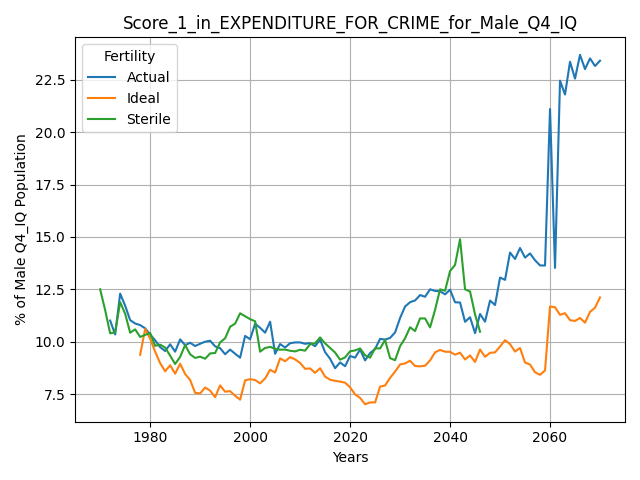 Score_1_in_EXPENDITURE_FOR_CRIME_for_Male_Q4_IQ
Fertility
Actual
Ideal
Sterile
% of Male Q4_IQ Population
22.5
20.0
17.5
15.0
12.5
10.0
7.5
1980
2000
2020
2040
2060
Years